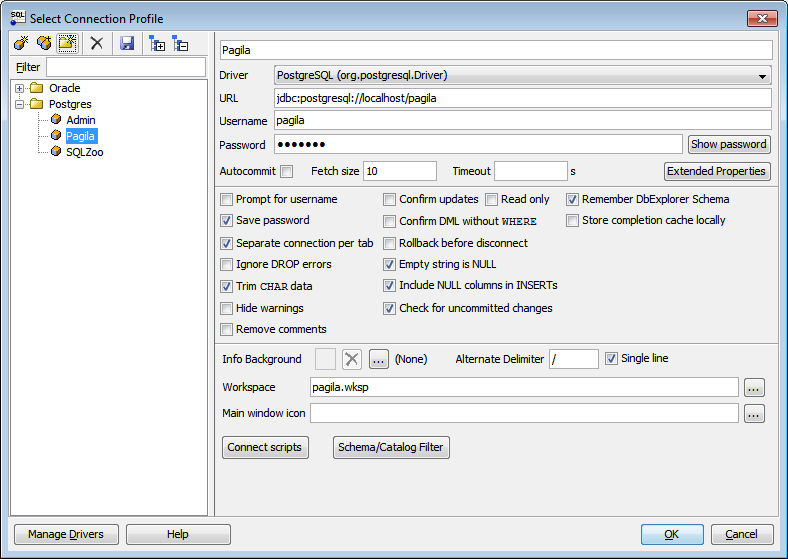 SQL
Select Connection Profile
Filter
Oracle
Postgres
Admin
Pagila
SQLZoo
Pagila
Driver PostgreSQL (org.postgresql.Driver)
URL jdbc:postgresql://localhost/pagila
Username pagila
Password ●●●●●●● Show password
Autocommit Fetch size 10 Timeout s Extended Properties
Prompt for username Confirm updates Read only Remember DbExplorer Schema
Save password Confirm DML without WHERE Store completion cache locally
Separate connection per tab Rollback before disconnect
Ignore DROP errors Empty string is NULL
Trim CHAR data Include NULL columns in INSERTs
Hide warnings Check for uncommitted changes
Remove comments
Info Background ... (None) Alternate Delimiter / Single line
Workspace pagila.wksp ...
Main window icon ...
Connect scripts Schema/Catalog Filter
Manage Drivers Help OK Cancel